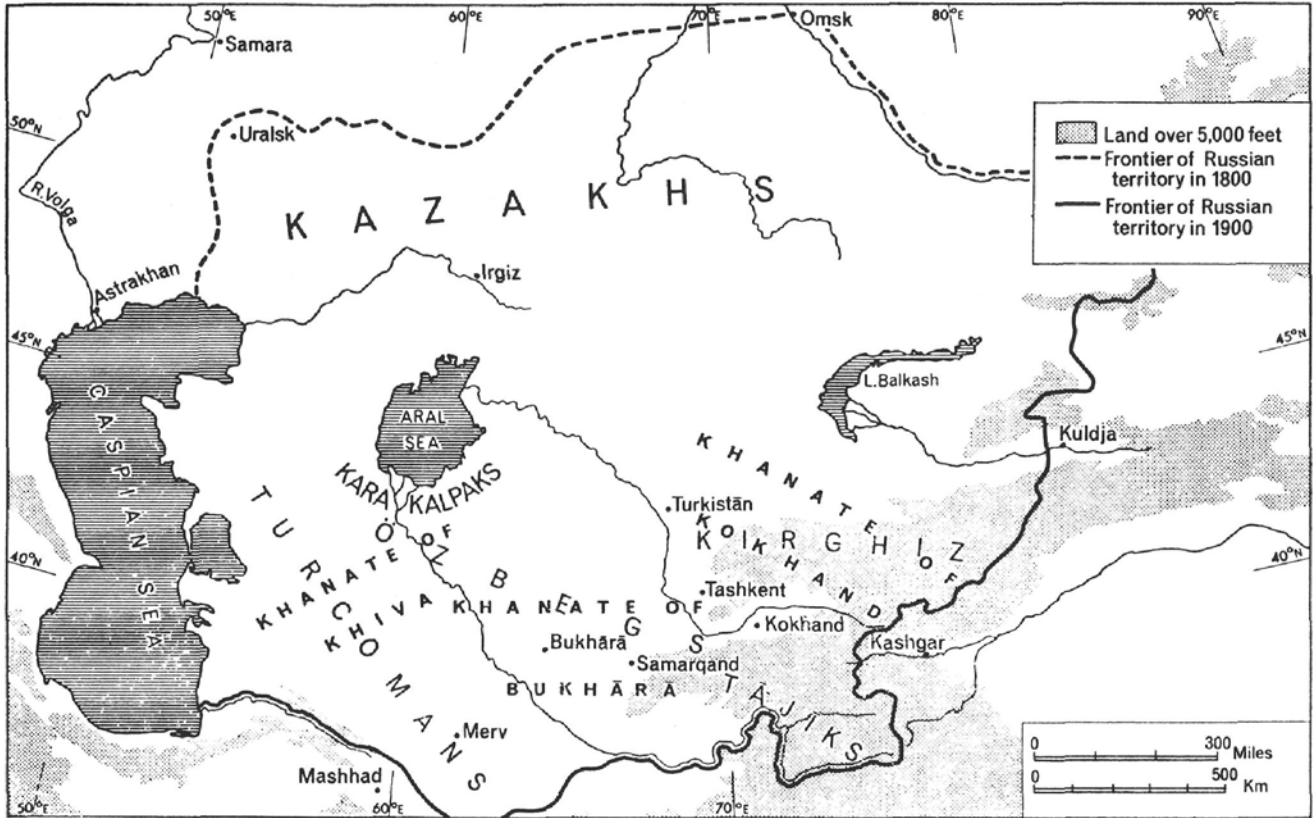 50°E
60°E
70°E
80°E
90°E
Samara
Omsk
50°N
Uralsk
R.Volga
KAZAKHS
Land over 5,000 feet
Frontier of Russian
territory in 1800
Frontier of Russian
territory in 1900
Astrakhan
Irgiz
45°N
45°N
CASPIAN SEA
ARAL
SEA
L.Balkash
Kuldja
KARA KALPAKS
TURCOMANS
ÖZBEGS
Turkistān
KHANATE OF
KOKHAND
KIRGHIZ
40°N
40°N
KHANATE OF
KHIVA
KHANATE OF
BUKHĀRĀ
Tashkent
Kokhand
Kashgar
Bukhārā
Samarqand
TĀJIKS
Merv
Mashhad
50°E
60°E
70°E
0 300 Miles
0 500 Km